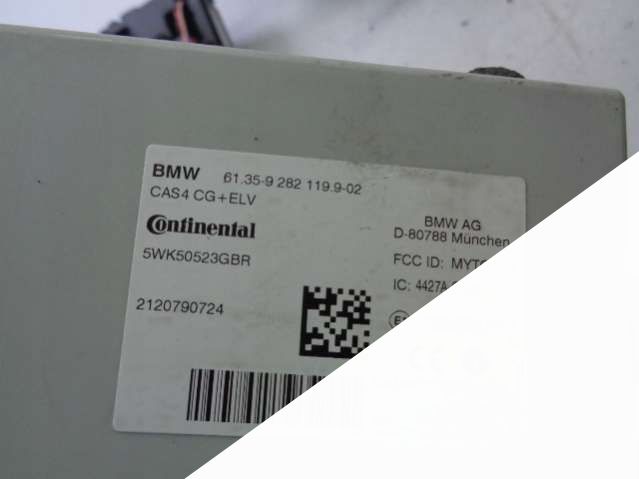 BMW 61.35-9 282 119.9-02
CAS4 CG+ELV
Continental
5WK50523GBR
2120790724
BMW AG
D-80788 München
FCC ID:
IC: 4427A